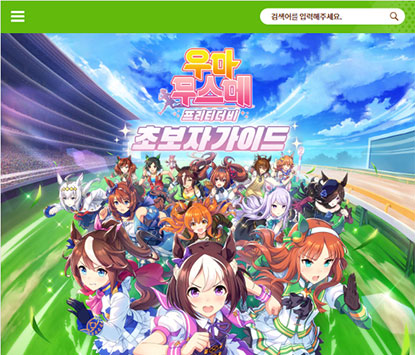 검색어를 입력해주세요.
우마
무스메
프리티더비
초보자 가이드